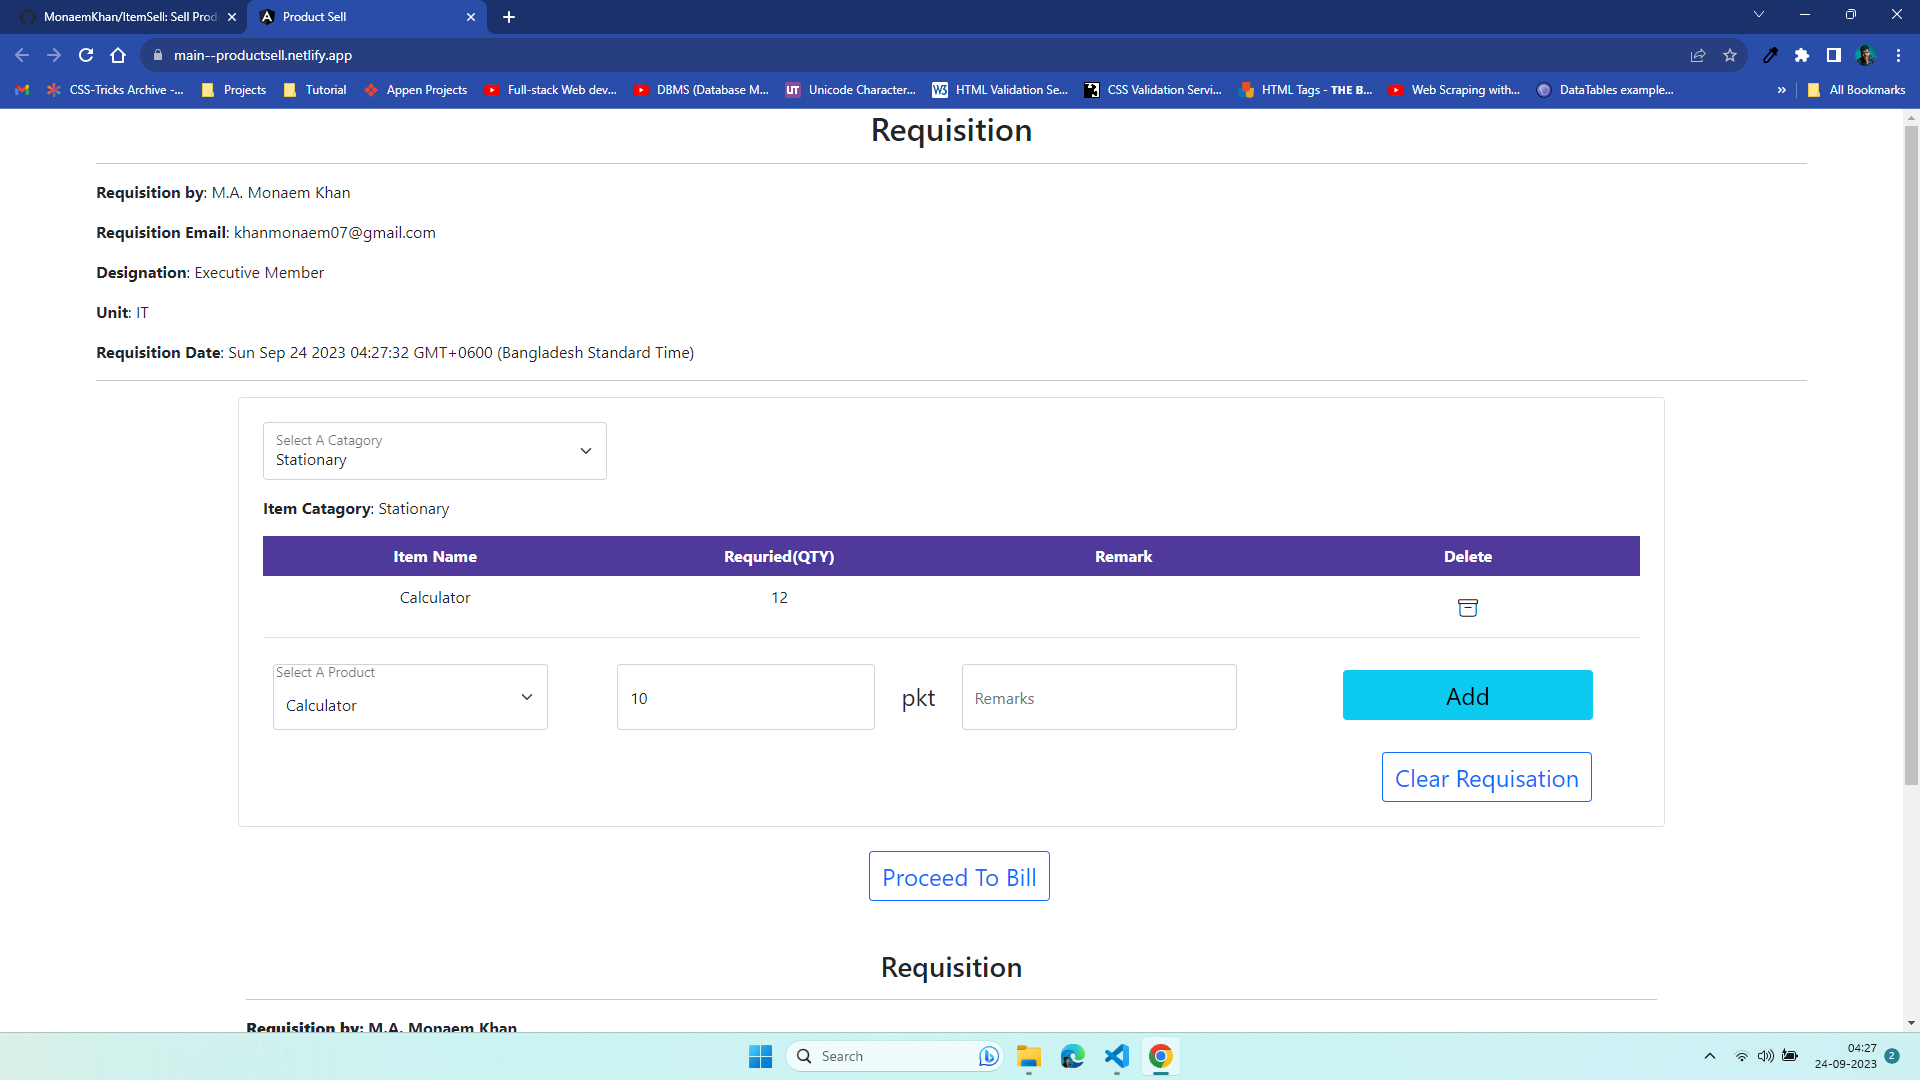 MonaemKhan/ItemSell: Sell Prod
Product Sell
main--productsell.netlify.app
CSS-Tricks Archive -...
Projects
Tutorial
Appen Projects
Full-stack Web dev...
DBMS (Database M...
UT
Unicode Character...
W3
HTML Validation Se...
CSS Validation Servi...
HTML Tags - THE B...
Web Scraping with...
DataTables example...
»
All Bookmarks
Requisition
Requisition by: M.A. Monaem Khan
Requisition Email: khanmonaem07@gmail.com
Designation: Executive Member
Unit: IT
Requisition Date: Sun Sep 24 2023 04:27:32 GMT+0600 (Bangladesh Standard Time)
Select A Catagory
Stationary
Item Catagory: Stationary
Item Name Requried(QTY) Remark Delete
Calculator 12
Select A Product
Calculator
10
pkt
Remarks
Add
Clear Requisation
Proceed To Bill
Requisition
Requisition by: M.A. Monaem Khan
Search
04:27
24-09-2023
2